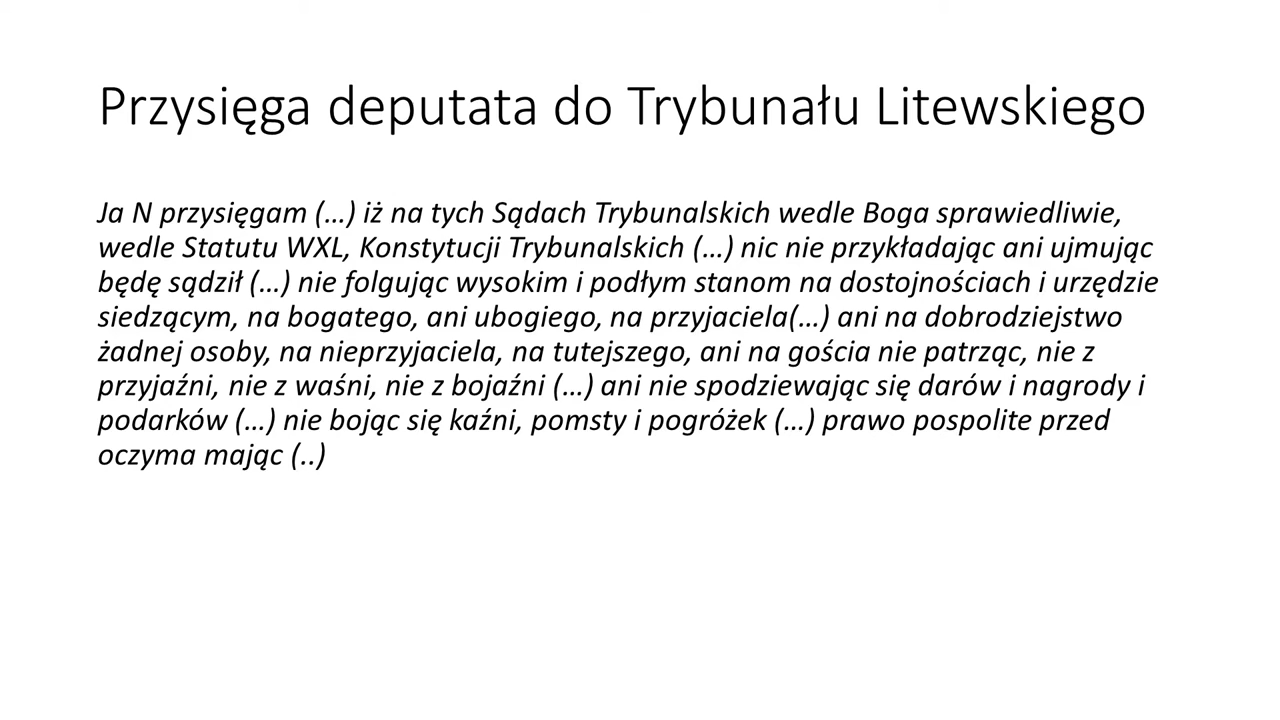 Przysięga deputata do Trybunału Litewskiego
Ja N przysięgam (…) iż na tych Sądach Trybunalskich wedle Boga sprawiedliwie,
wedle Statutu WXL, Konstytucji Trybunalskich (…) nic nie przykładając ani ujmując
będę sądził (…) nie folgując wysokim i podłym stanom na dostojnościach i urzędzie
siedzącym, na bogatego, ani ubogiego, na przyjaciela(…) ani na dobrodziejstwo
żadnej osoby, na nieprzyjaciela, na tutejszego, ani na gościa nie patrząc, nie z
przyjaźni, nie z waśni, nie z bojaźni (…) ani nie spodziewając się darów i nagrody i
podarków (…) nie bojąc się kaźni, pomsty i pogróżek (…) prawo pospolite przed
oczyma mając (..)